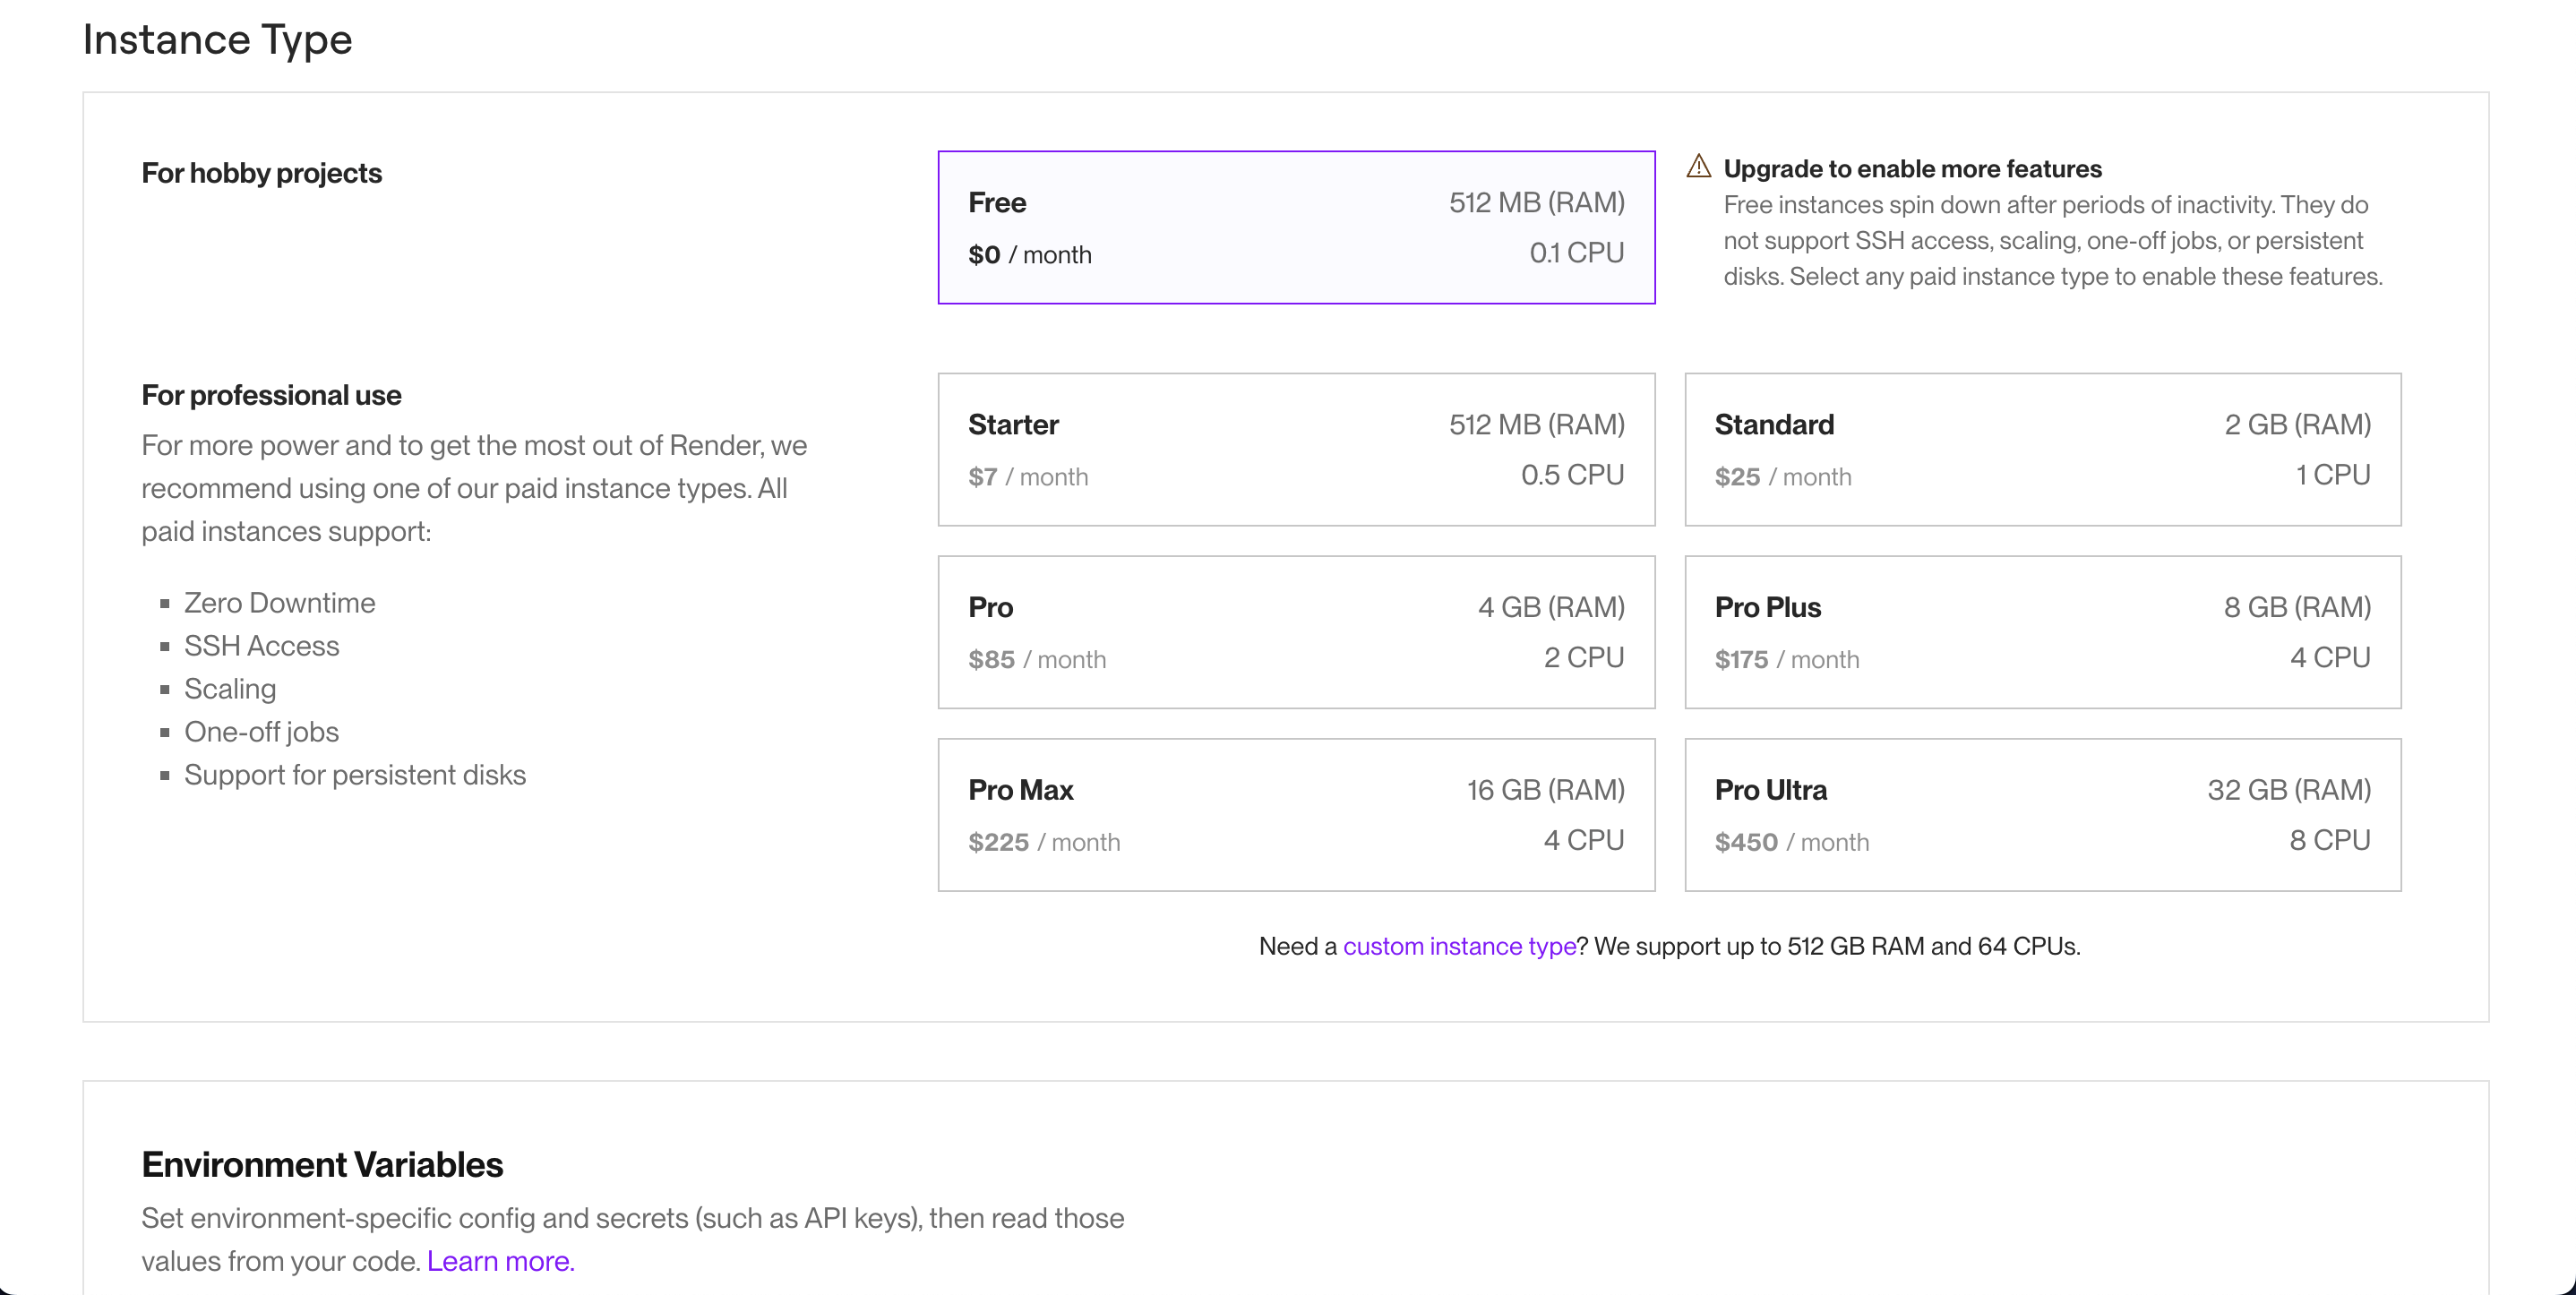 Instance Type
For hobby projects
Free
512 MB (RAM)
$0 / month
0.1 CPU
Upgrade to enable more features
Free instances spin down after periods of inactivity. They do
not support SSH access, scaling, one-off jobs, or persistent
disks. Select any paid instance type to enable these features.
For professional use
For more power and to get the most out of Render, we
recommend using one of our paid instance types. All
paid instances support:
Zero Downtime
SSH Access
Scaling
One-off jobs
Support for persistent disks
Starter
512 MB (RAM)
$7 / month
0.5 CPU
Standard
2 GB (RAM)
$25 / month
1 CPU
Pro
4 GB (RAM)
$85 / month
2 CPU
Pro Plus
8 GB (RAM)
$175 / month
4 CPU
Pro Max
16 GB (RAM)
$225 / month
4 CPU
Pro Ultra
32 GB (RAM)
$450 / month
8 CPU
Need a custom instance type? We support up to 512 GB RAM and 64 CPUs.
Environment Variables
Set environment-specific config and secrets (such as API keys), then read those
values from your code. Learn more.